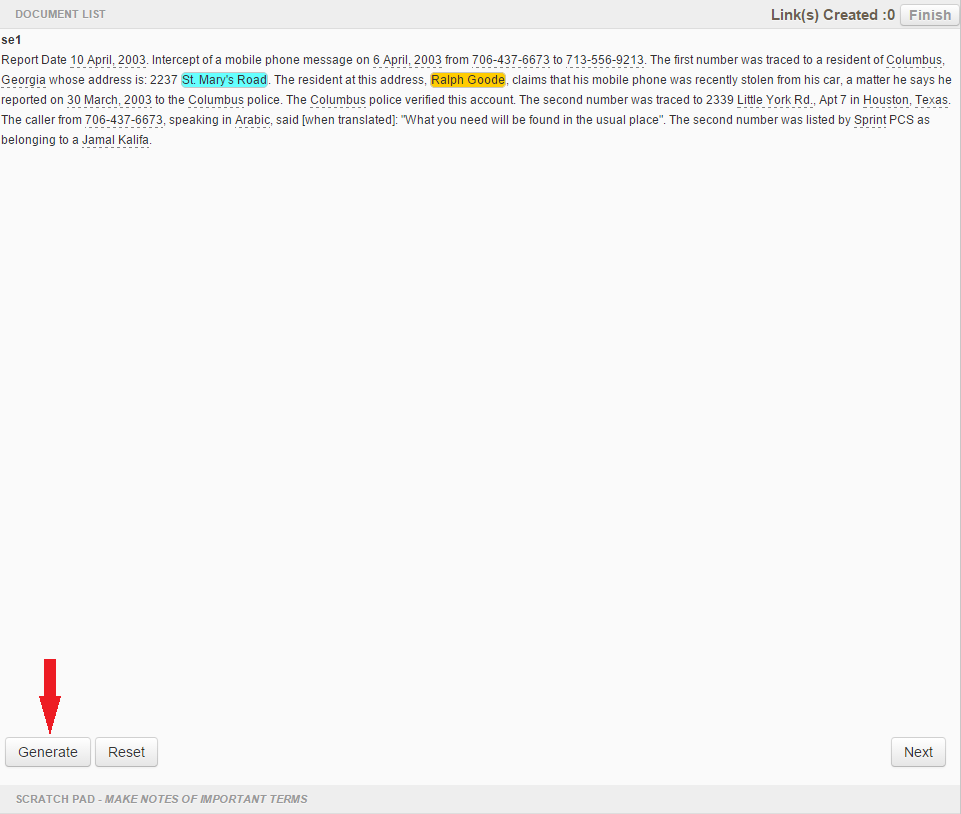 DOCUMENT LIST
Link(s) Created :0
Finish
se1
Report Date 10 April, 2003. Intercept of a mobile phone message on 6 April, 2003 from 706-437-6673 to 713-556-9213. The first number was traced to a resident of Columbus,
Georgia whose address is: 2237 St. Mary's Road. The resident at this address, Ralph Goode, claims that his mobile phone was recently stolen from his car, a matter he says he
reported on 30 March, 2003 to the Columbus police. The Columbus police verified this account. The second number was traced to 2339 Little York Rd., Apt 7 in Houston, Texas.
The caller from 706-437-6673, speaking in Arabic, said [when translated]: "What you need will be found in the usual place". The second number was listed by Sprint PCS as
belonging to a Jamal Kalifa.
Generate
Reset
Next
SCRATCH PAD - MAKE NOTES OF IMPORTANT TERMS